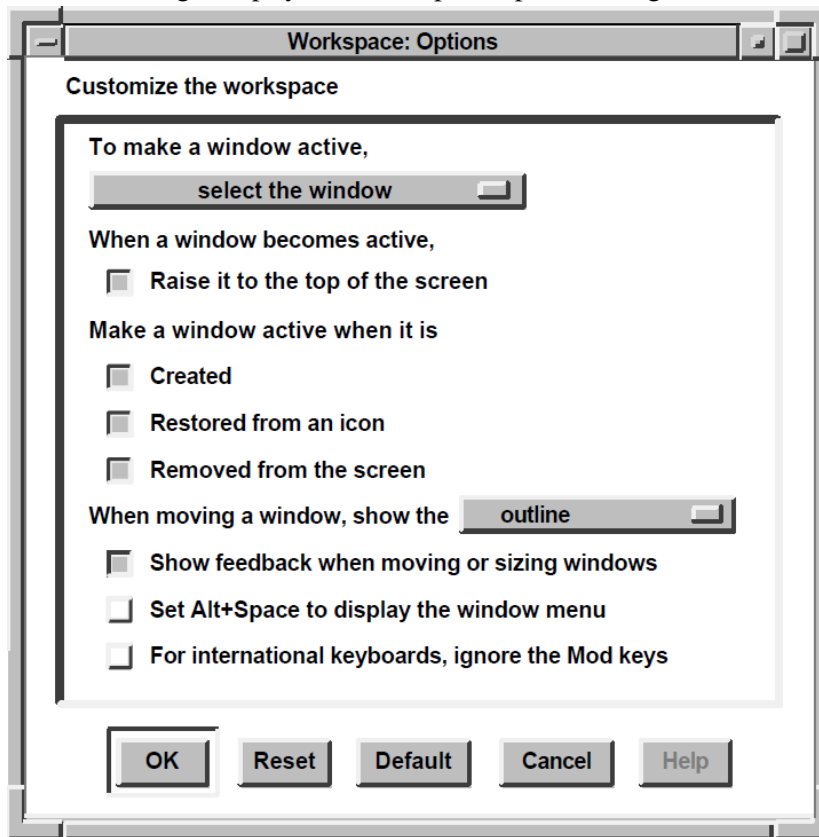 Workspace: Options
Customize the workspace
To make a window active,
select the window
When a window becomes active,
Raise it to the top of the screen
Make a window active when it is
Created
Restored from an icon
Removed from the screen
When moving a window, show the outline
Show feedback when moving or sizing windows
Set Alt+Space to display the window menu
For international keyboards, ignore the Mod keys
OK Reset Default Cancel Help